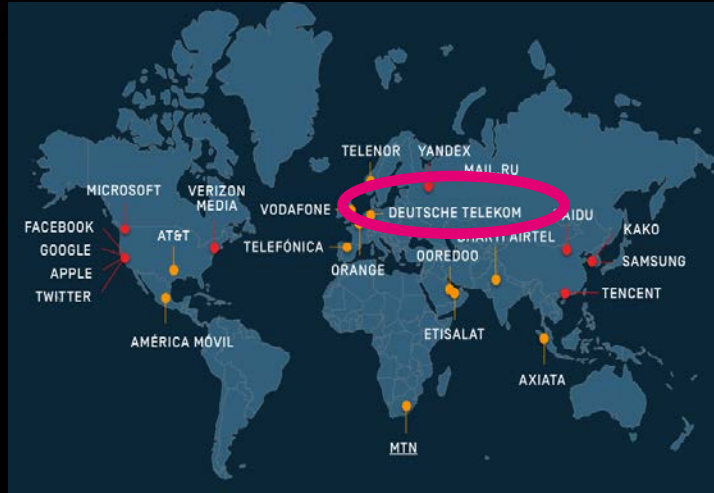 TELENOR
YANDEX
MAIL.RU
MICROSOFT
VERIZON
MEDIA
VODAFONE
DEUTSCHE TELEKOM
FACEBOOK
AT&T
KAKO
GOOGLE
TELEFÓNICA
SAMSUNG
APPLE
ORANGE
OOREDOO
TWITTER
TENCENT
AMÉRICA MÓVIL
ETISALAT
AXIATA
MTN